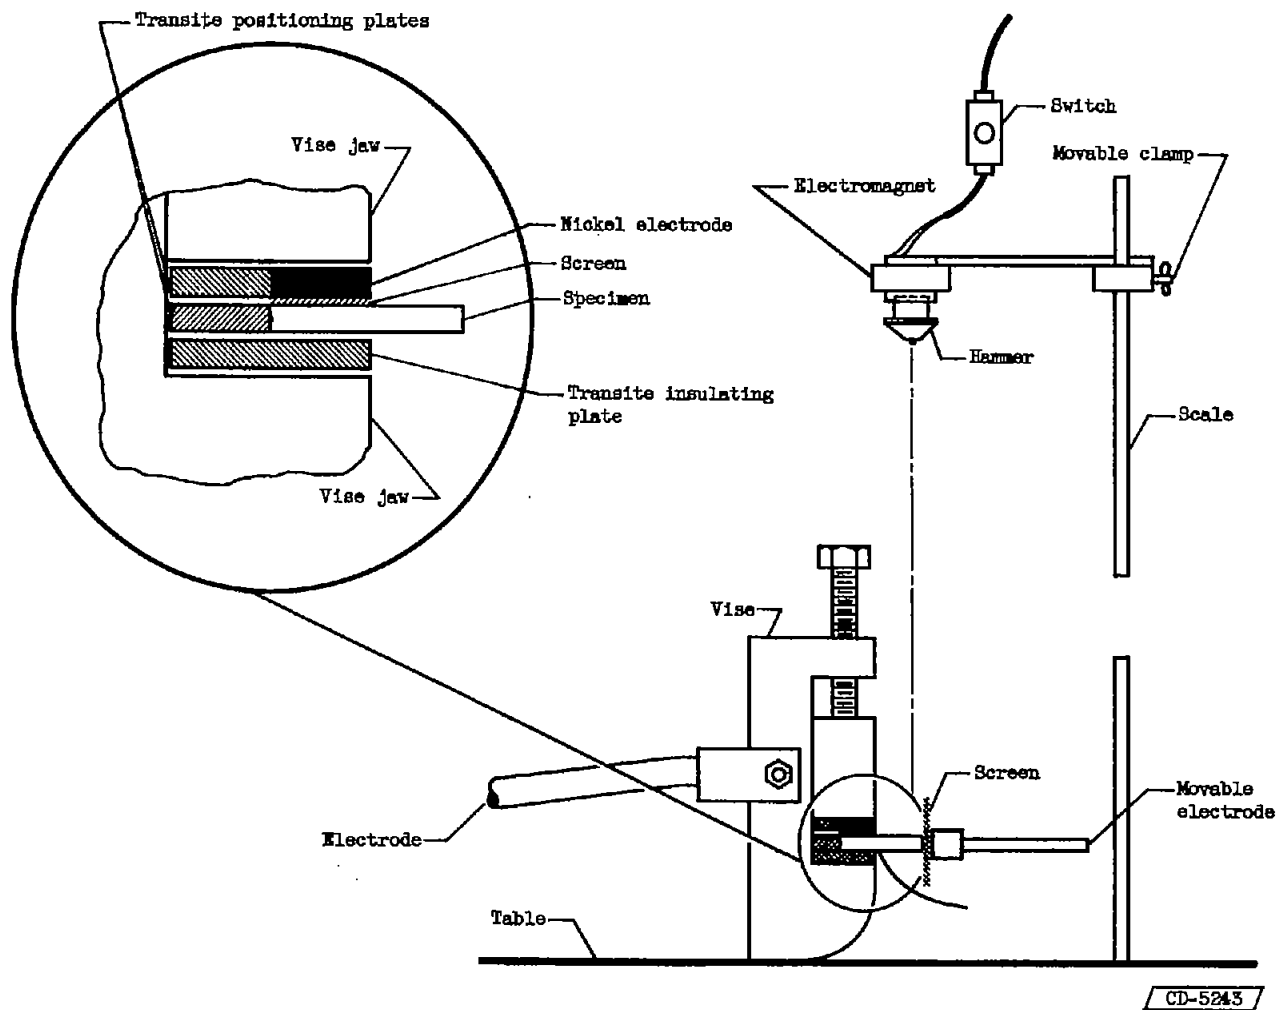 Transite positioning plates
Vise jaw
Nickel electrode
Screen
Specimen
Transite insulating
plate
Vise jaw
Switch
Movable clamp
Electromagnet
Hammer
Scale
Vise
Screen
Movable
electrode
Electrode
Table
CD-5243